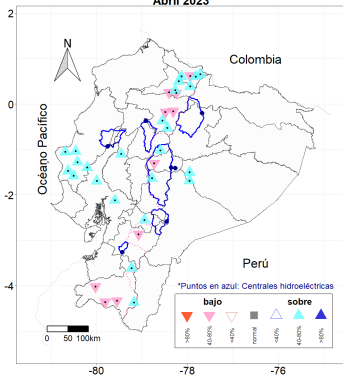 Abril 2023
2
0
-2
-4
N
Colombia
Océano Pacífico
Perú
*Puntos en azul: Centrales hidroeléctricas
bajo
sobre
>60%
40-60%
<40%
normal
<40%
40-60%
>60%
0 50 100km
-80
-78
-76